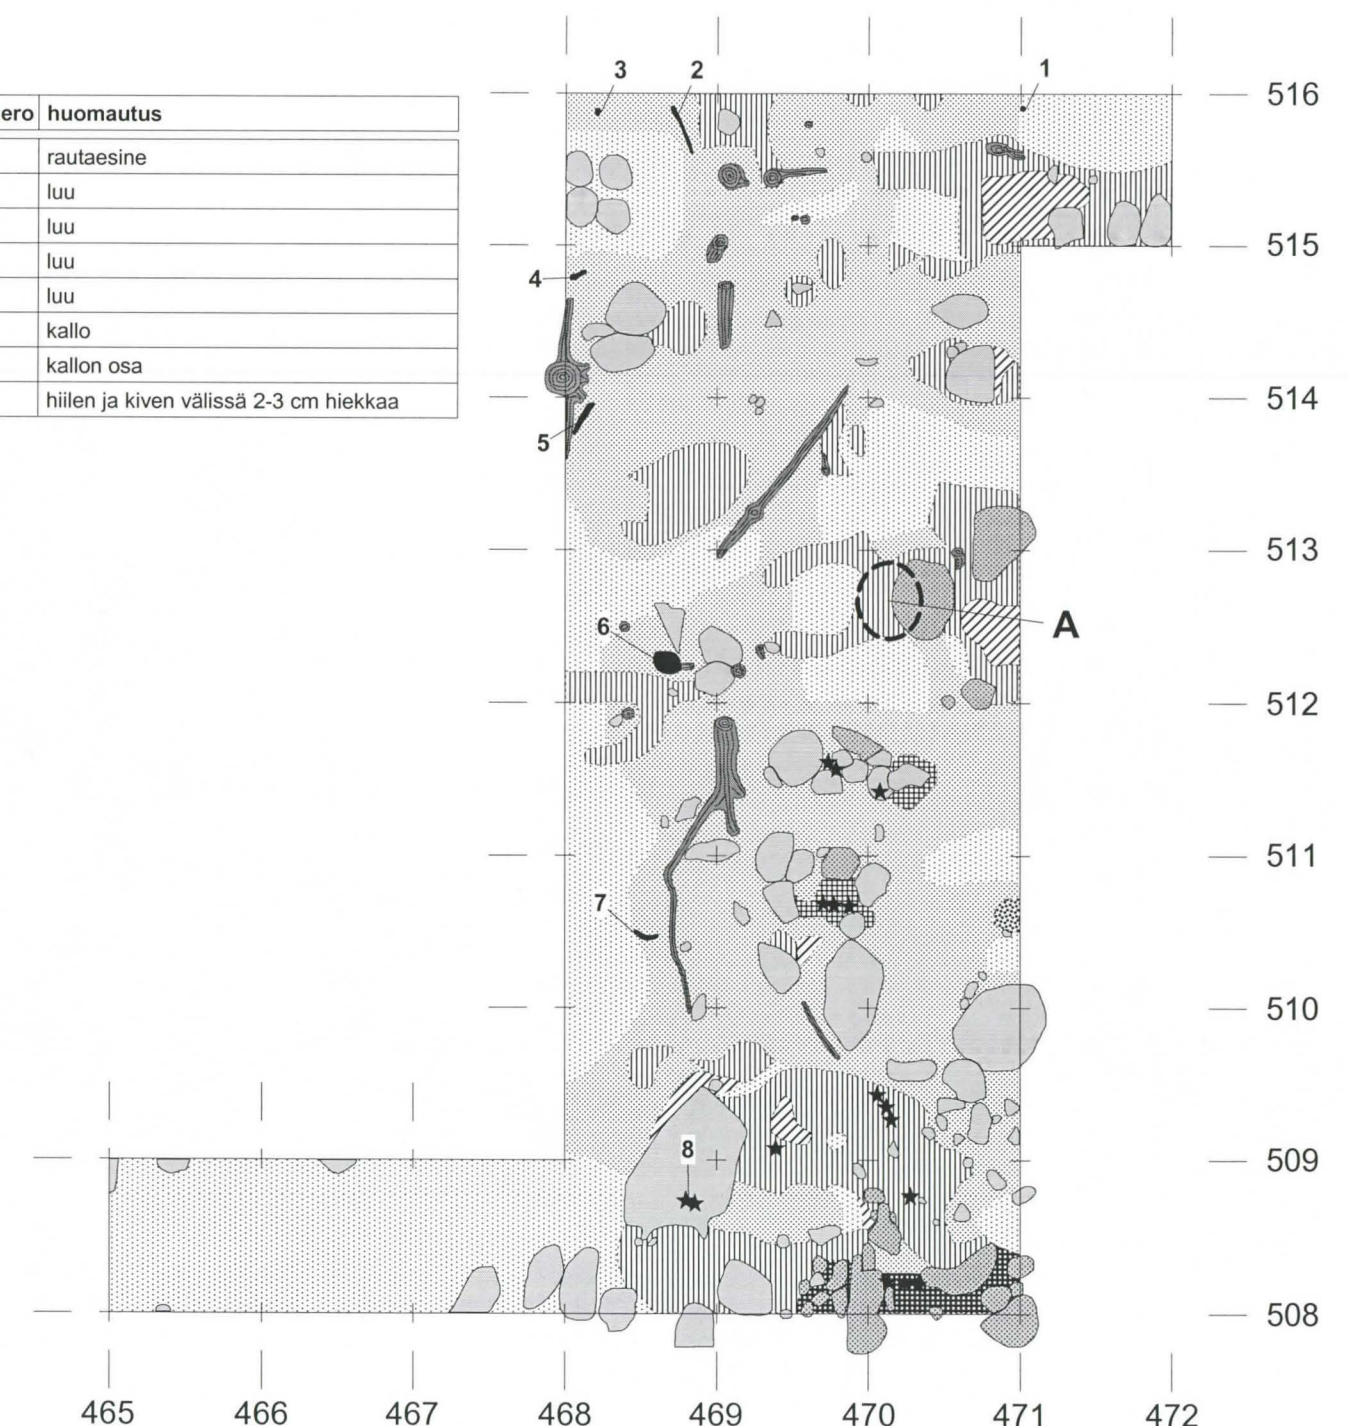 3 2 1
516
ero huomautus
rautaesine
luu
luu
515
luu
4
luu
kallo
kallon osa
514
hiilen ja kiven välissä 2-3 cm hiekkaa
5
513
A
6
512
511
7
510
8
509
508
465 466 467 468 469 470 471 472